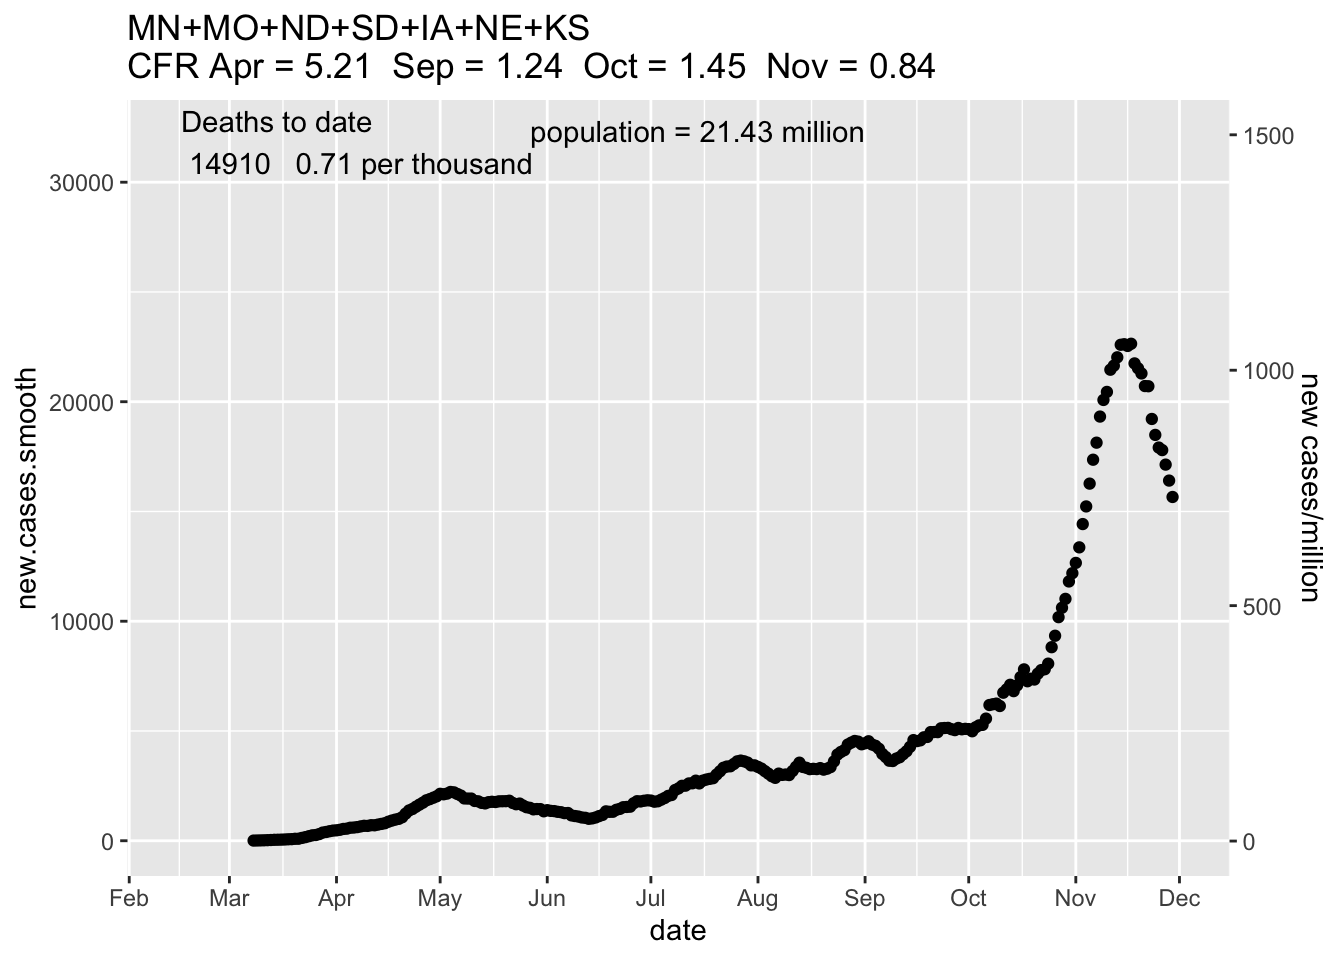 MN+MO+ND+SD+IA+NE+KS
CFR Apr = 5.21  Sep = 1.24  Oct = 1.45  Nov = 0.84
Deaths to date
14910   0.71 per thousand
population = 21.43 million
new.cases.smooth
30000
20000
10000
0
1500
1000
500
0
new cases/million
Feb Mar Apr May Jun Jul Aug Sep Oct Nov Dec
date